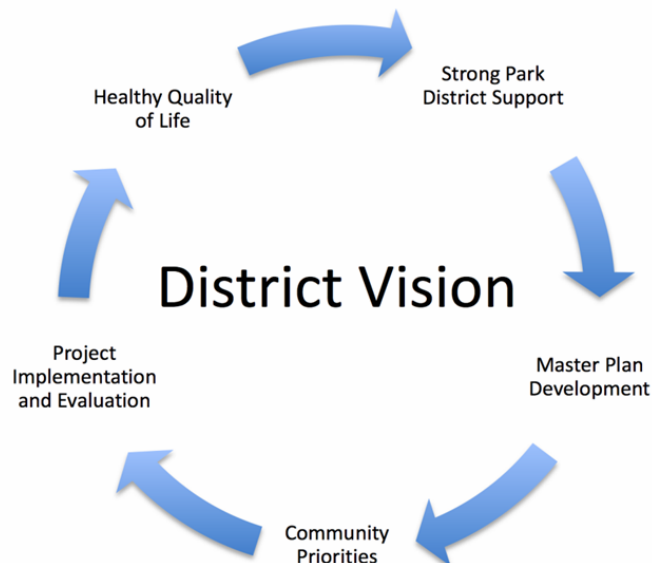 Healthy Quality
of Life
Strong Park
District Support
District Vision
Project
Implementation
and Evaluation
Master Plan
Development
Community
Priorities